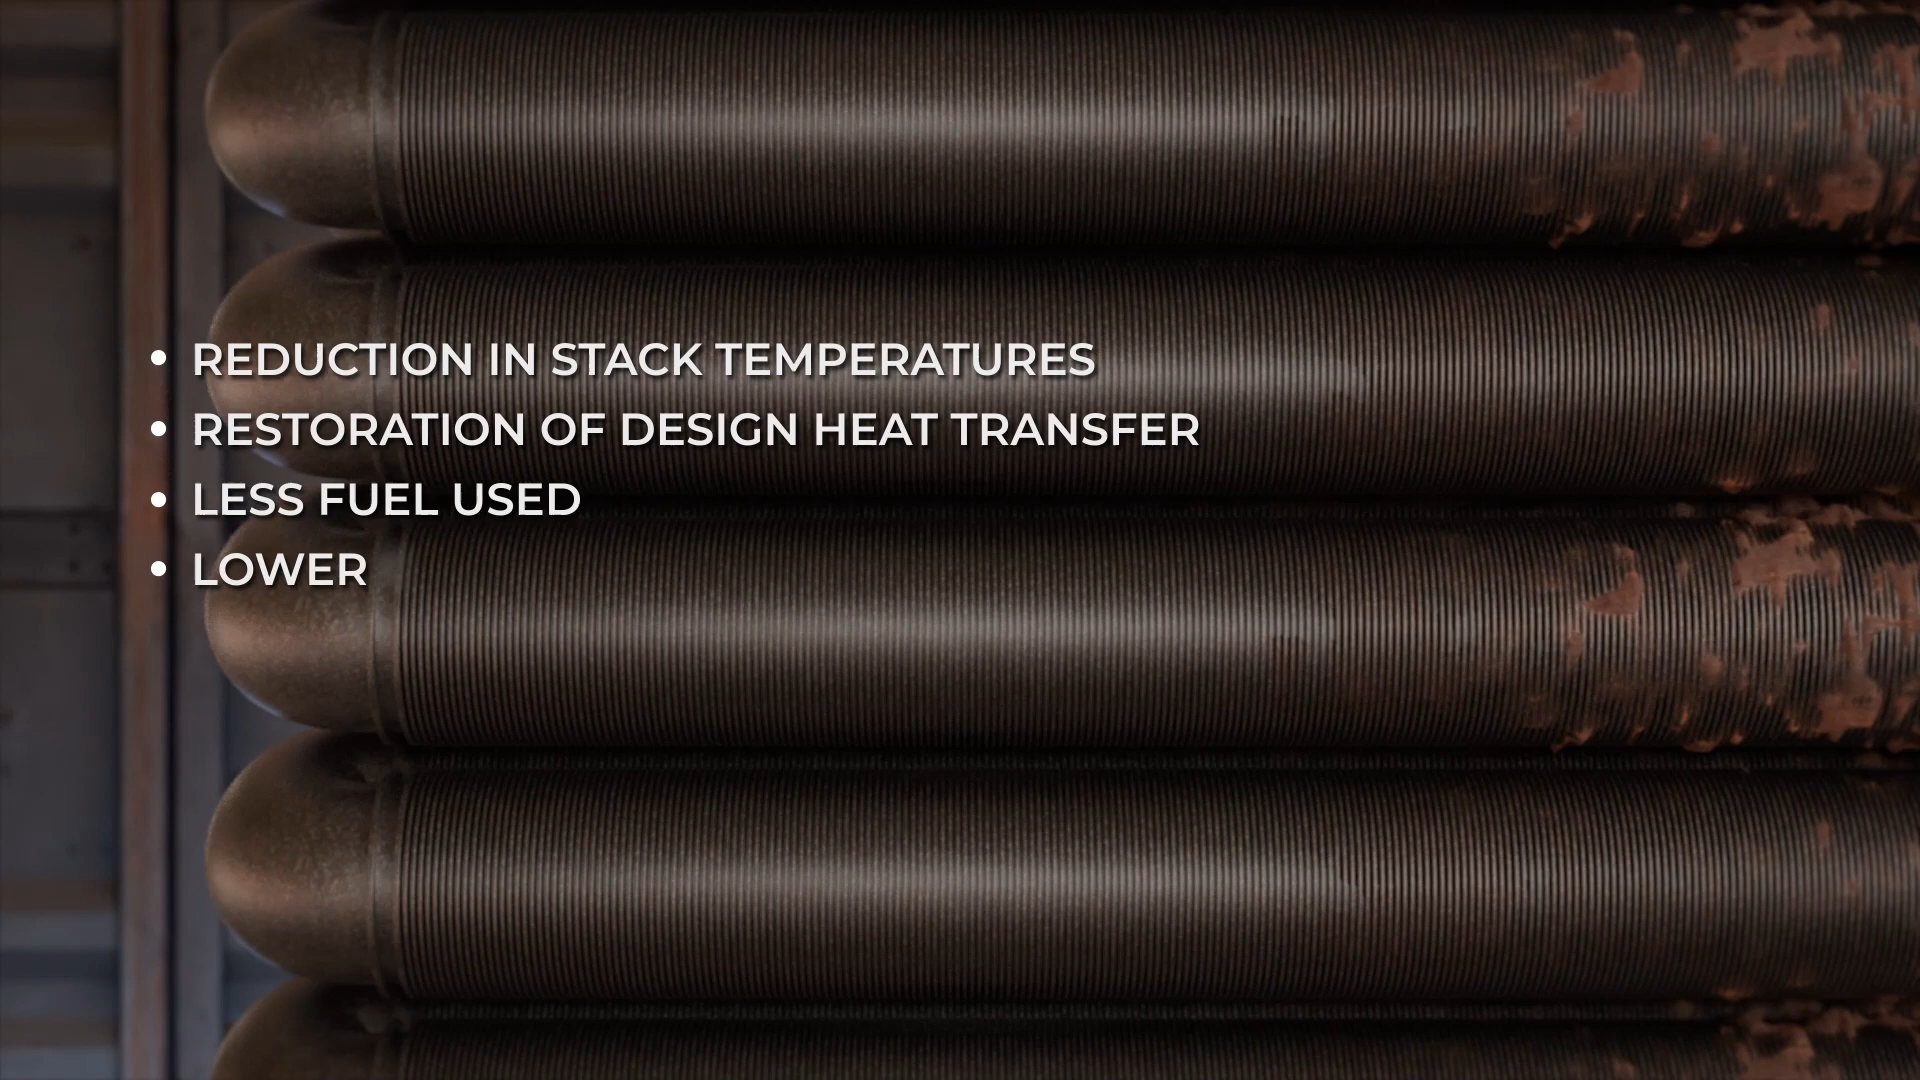 • REDUCTION IN STACK TEMPERATURES
• RESTORATION OF DESIGN HEAT TRANSFER
• LESS FUEL USED
• LOWER